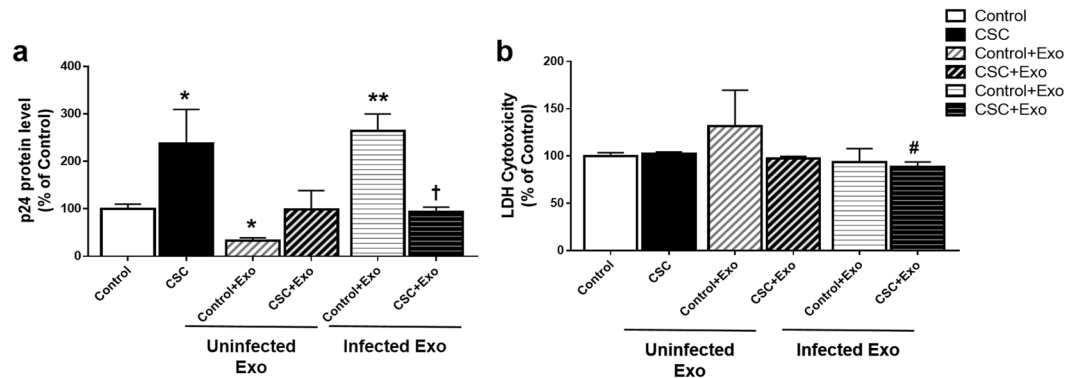 a
p24 protein level
(% of Control)
400
300
200
100
0
*
*
**
†
Control
CSC
Control+Exo
CSC+Exo
Control+Exo
CSC+Exo
Uninfected
Exo
Infected Exo
b
LDH Cytotoxicity
(% of Control)
200
150
100
50
0
#
Control
CSC
Control+Exo
CSC+Exo
Control+Exo
CSC+Exo
Uninfected
Exo
Infected Exo
Control
CSC
Control+Exo
CSC+Exo
Control+Exo
CSC+Exo